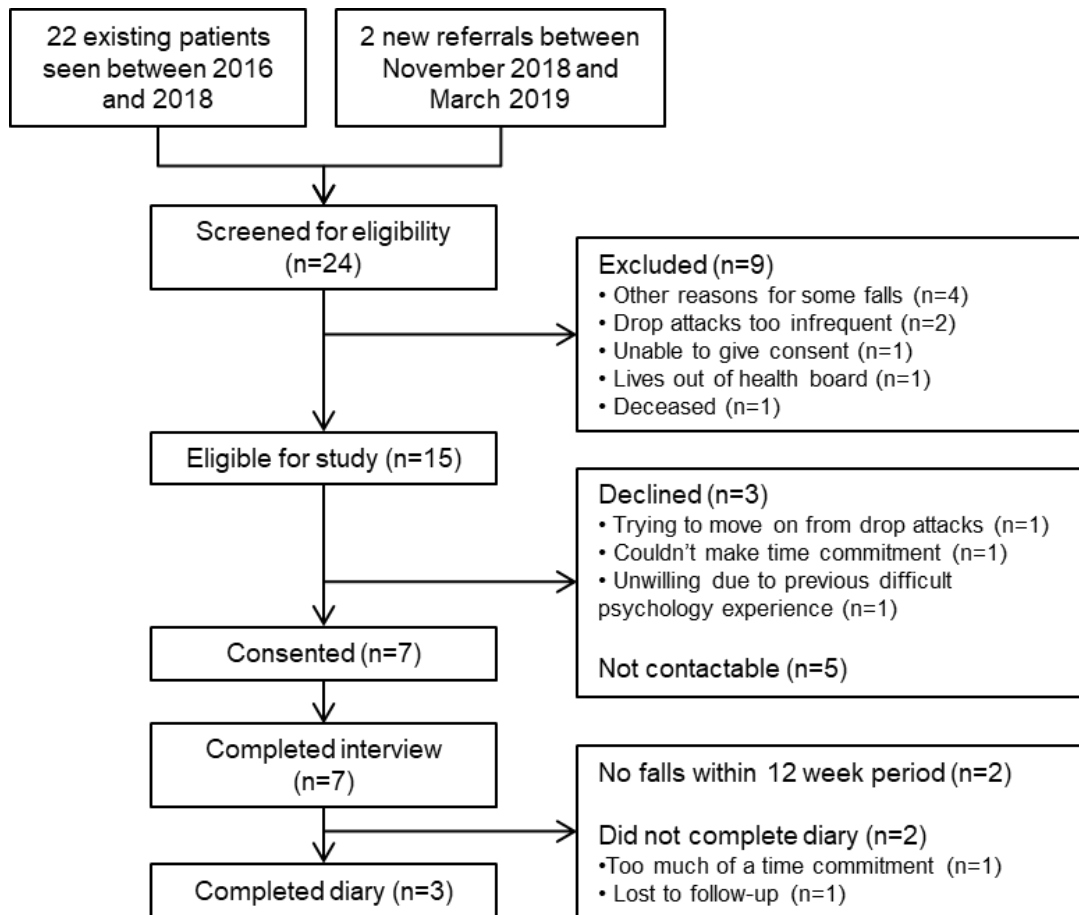 22 existing patients
seen between 2016
and 2018
2 new referrals between
November 2018 and
March 2019
Screened for eligibility
(n=24)
Excluded (n=9)
• Other reasons for some falls (n=4)
• Drop attacks too infrequent (n=2)
• Unable to give consent (n=1)
• Lives out of health board (n=1)
• Deceased (n=1)
Eligible for study (n=15)
Declined (n=3)
• Trying to move on from drop attacks (n=1)
• Couldn’t make time commitment (n=1)
• Unwilling due to previous difficult
psychology experience (n=1)
Not contactable (n=5)
Consented (n=7)
Completed interview
(n=7)
No falls within 12 week period (n=2)
Did not complete diary (n=2)
•Too much of a time commitment (n=1)
• Lost to follow-up (n=1)
Completed diary (n=3)